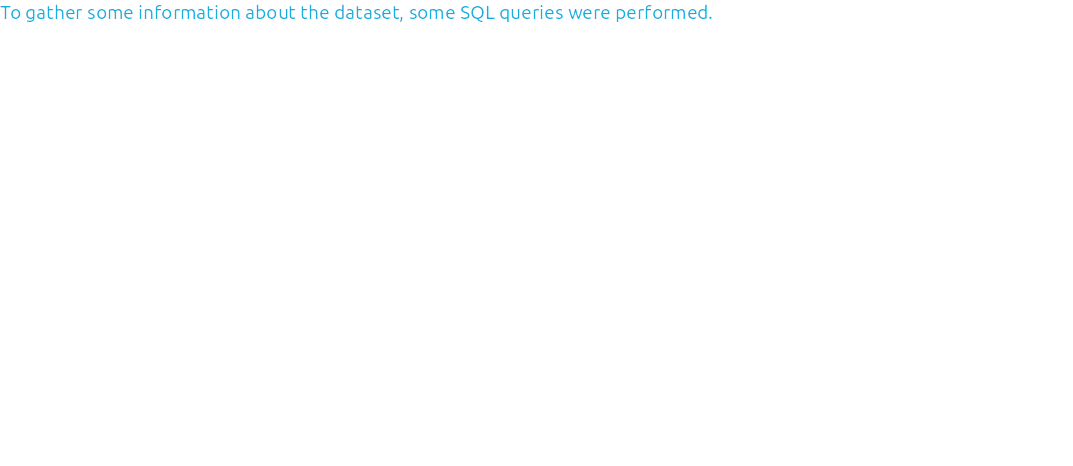 To gather some information about the dataset, some SQL queries were performed.